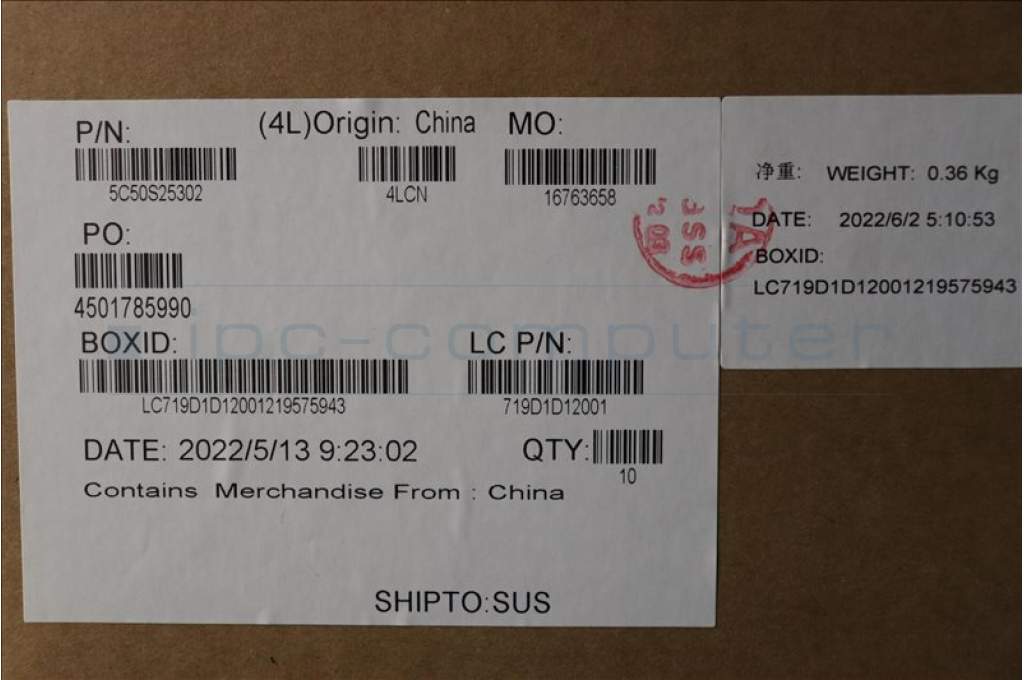 P/N:
(4L)Origin: China
MO:
5C50S25302
4LCN
16763658
PO:
4501785990
BOXID:
LC P/N:
LC719D1D12001219575943
719D1D12001
DATE: 2022/5/13 9:23:02
QTY:
10
Contains Merchandise From : China
SHIPTO:SUS
净重: WEIGHT: 0.36 Kg
DATE: 2022/6/2 5:10:53
BOXID:
LC719D1D12001219575943
ipc-computer